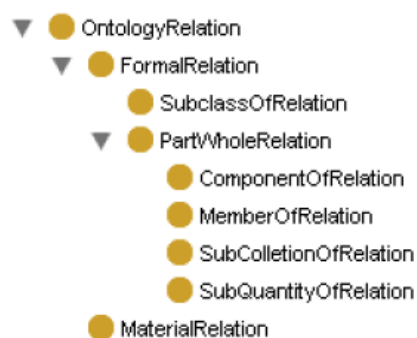 OntologyRelation
FormalRelation
SubclassOfRelation
PartWholeRelation
ComponentOfRelation
MemberOfRelation
SubColletionOfRelation
SubQuantityOfRelation
MaterialRelation